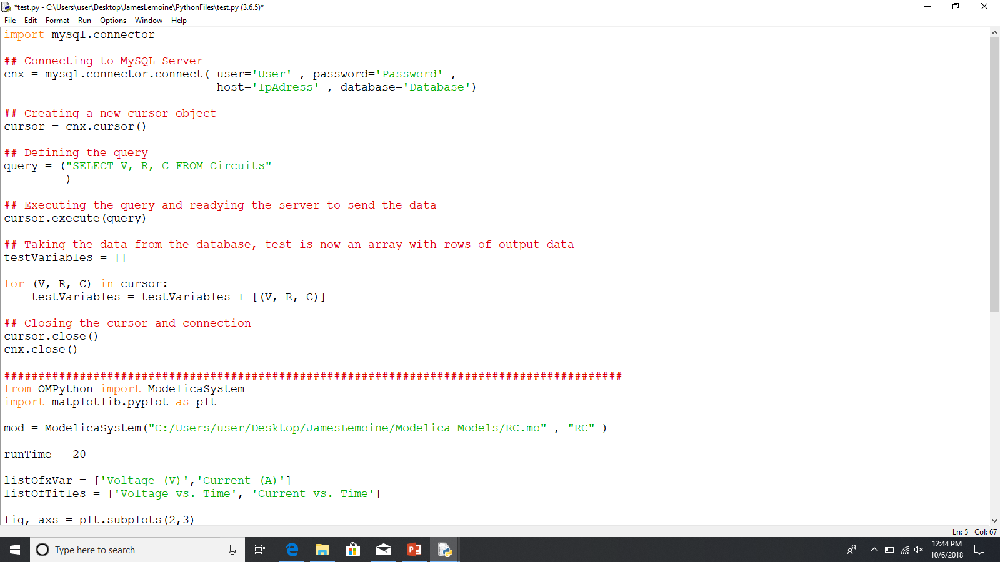 *test.py - C:\Users\user\Desktop\JamesLemoine\PythonFiles\test.py (3.6.5)*
File Edit Format Run Options Window Help
import mysql.connector
## Connecting to MySQL Server
cnx = mysql.connector.connect( user='User' , password='Password' ,
host='IpAdress' , database='Database')
## Creating a new cursor object
cursor = cnx.cursor()
## Defining the query
query = ("SELECT V, R, C FROM Circuits"
)
## Executing the query and readying the server to send the data
cursor.execute(query)
## Taking the data from the database, test is now an array with rows of output data
testVariables = []
for (V, R, C) in cursor:
testVariables = testVariables + [(V, R, C)]
## Closing the cursor and connection
cursor.close()
cnx.close()
##########################################################################################
from OMPython import ModelicaSystem
import matplotlib.pyplot as plt
mod = ModelicaSystem("C:/Users/user/Desktop/JamesLemoine/Modelica Models/RC.mo" , "RC" )
runTime = 20
listOfxVar = ['Voltage (V)','Current (A)']
listOfTitles = ['Voltage vs. Time', 'Current vs. Time']
fig, axs = plt.subplots(2,3)
Ln: 5 Col: 67
Type here to search
12:44 PM
10/6/2018